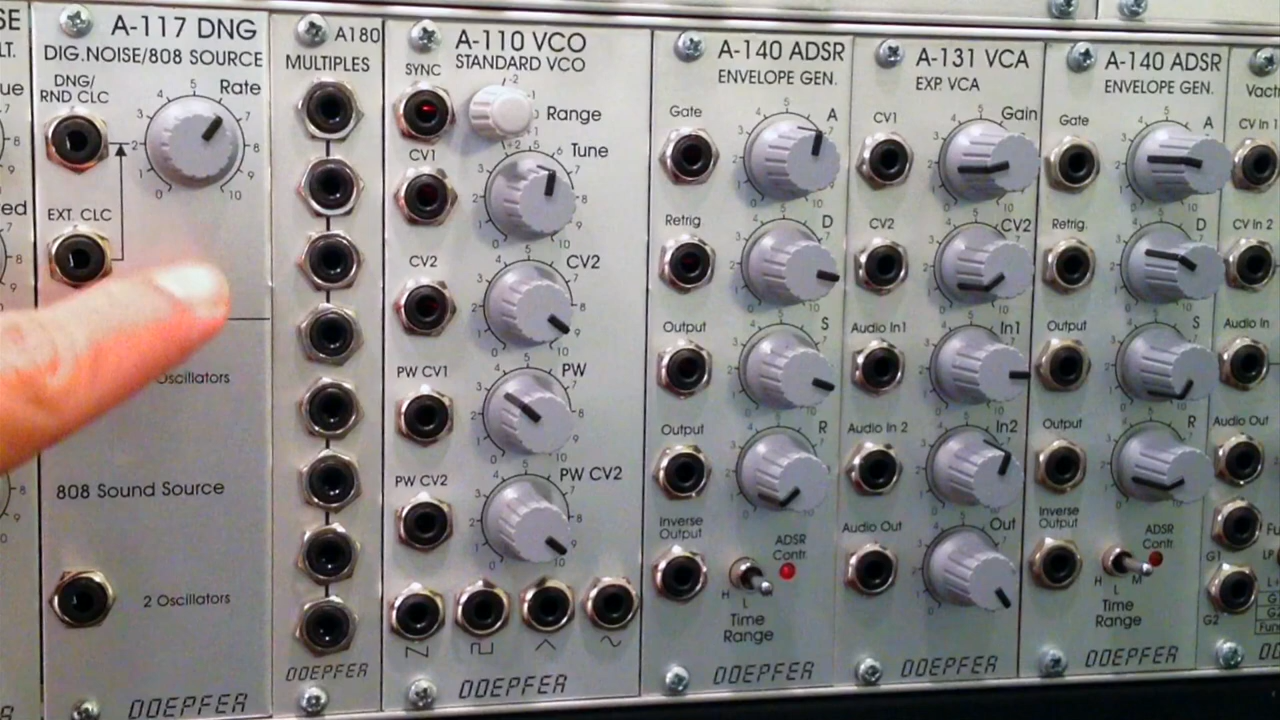 SE
A-117 DNG
DIG.NOISE/808 SOURCE
DNG/
RND CLC
Rate
EXT. CLC
Oscillators
808 Sound Source
2 Oscillators
DOEPFER
A180
MULTIPLES
DOEPFER
A-110 VCO
STANDARD VCO
SYNC
Range
CV1
Tune
CV2
CV2
PW CV1
PW
PW CV2
PW CV2
DOEPFER
A-140 ADSR
ENVELOPE GEN.
Gate
A
Retrig
D
Output
S
Output
R
Inverse
Output
ADSR
Contr.
H
L
Time
Range
DOEPFER
A-131 VCA
EXP. VCA
CV1
Gain
CV2
CV2
Audio In1
In1
Audio In 2
In2
Audio Out
Out
DOEPFER
A-140 ADSR
ENVELOPE GEN.
Gate
A
Retrig.
D
Output
S
Output
R
Inverse
Output
ADSR
Contr.
H
M
L
Time
Range
DOEPFER
Vact
CV In 1
CV In 2
Audio In
Audio Out
G1
G2